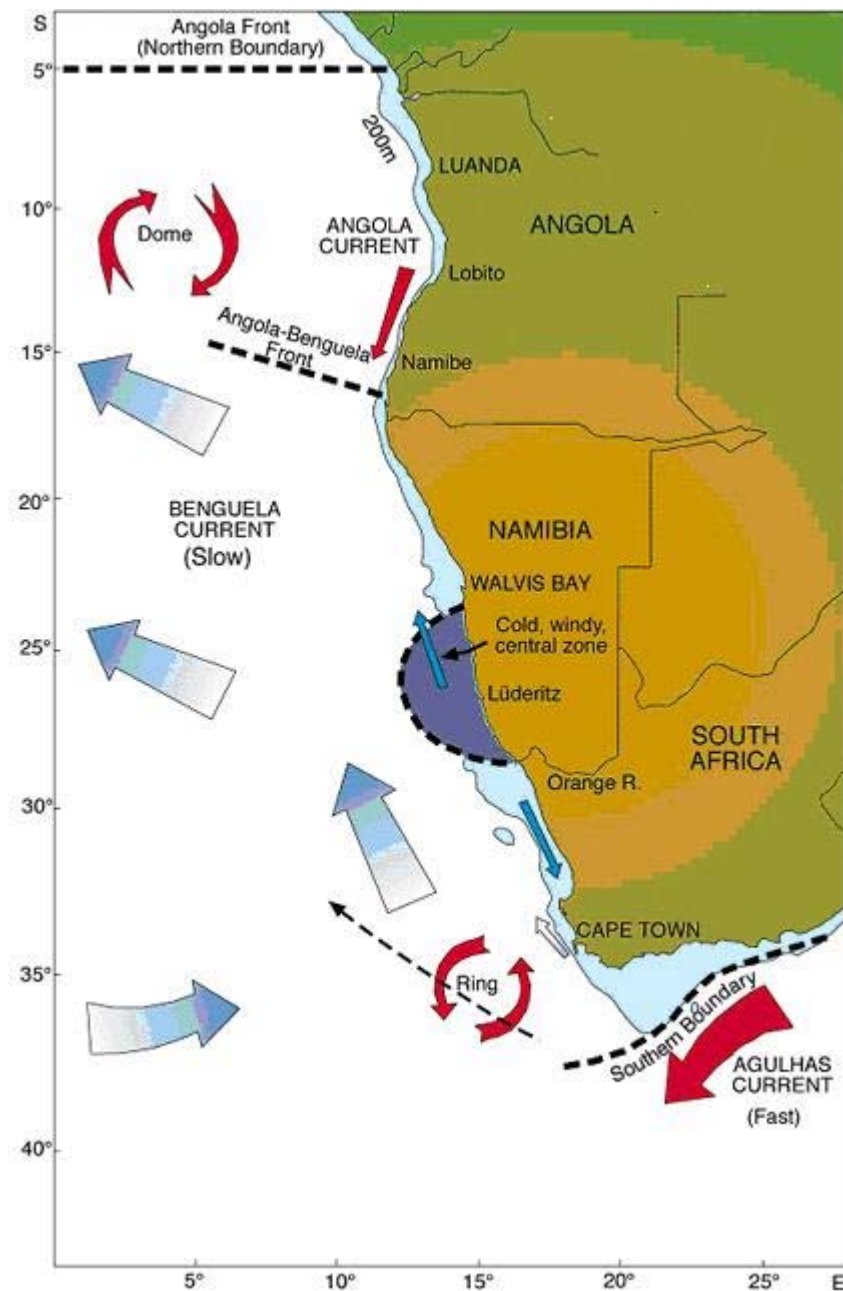 S
Angola Front
(Northern Boundary)
5°
200m
LUANDA
10°
Dome
ANGOLA
CURRENT
ANGOLA
Lobito
Angola-Benguela
Front
15°
Namibe
20°
BENGUELA
CURRENT
(Slow)
NAMIBIA
WALVIS BAY
25°
Cold, windy,
central zone
Lüderitz
SOUTH
AFRICA
Orange R.
30°
CAPE TOWN
35°
Ring
Southern Boundary
AGULHAS
CURRENT
(Fast)
40°
5°
10°
15°
20°
25°
E